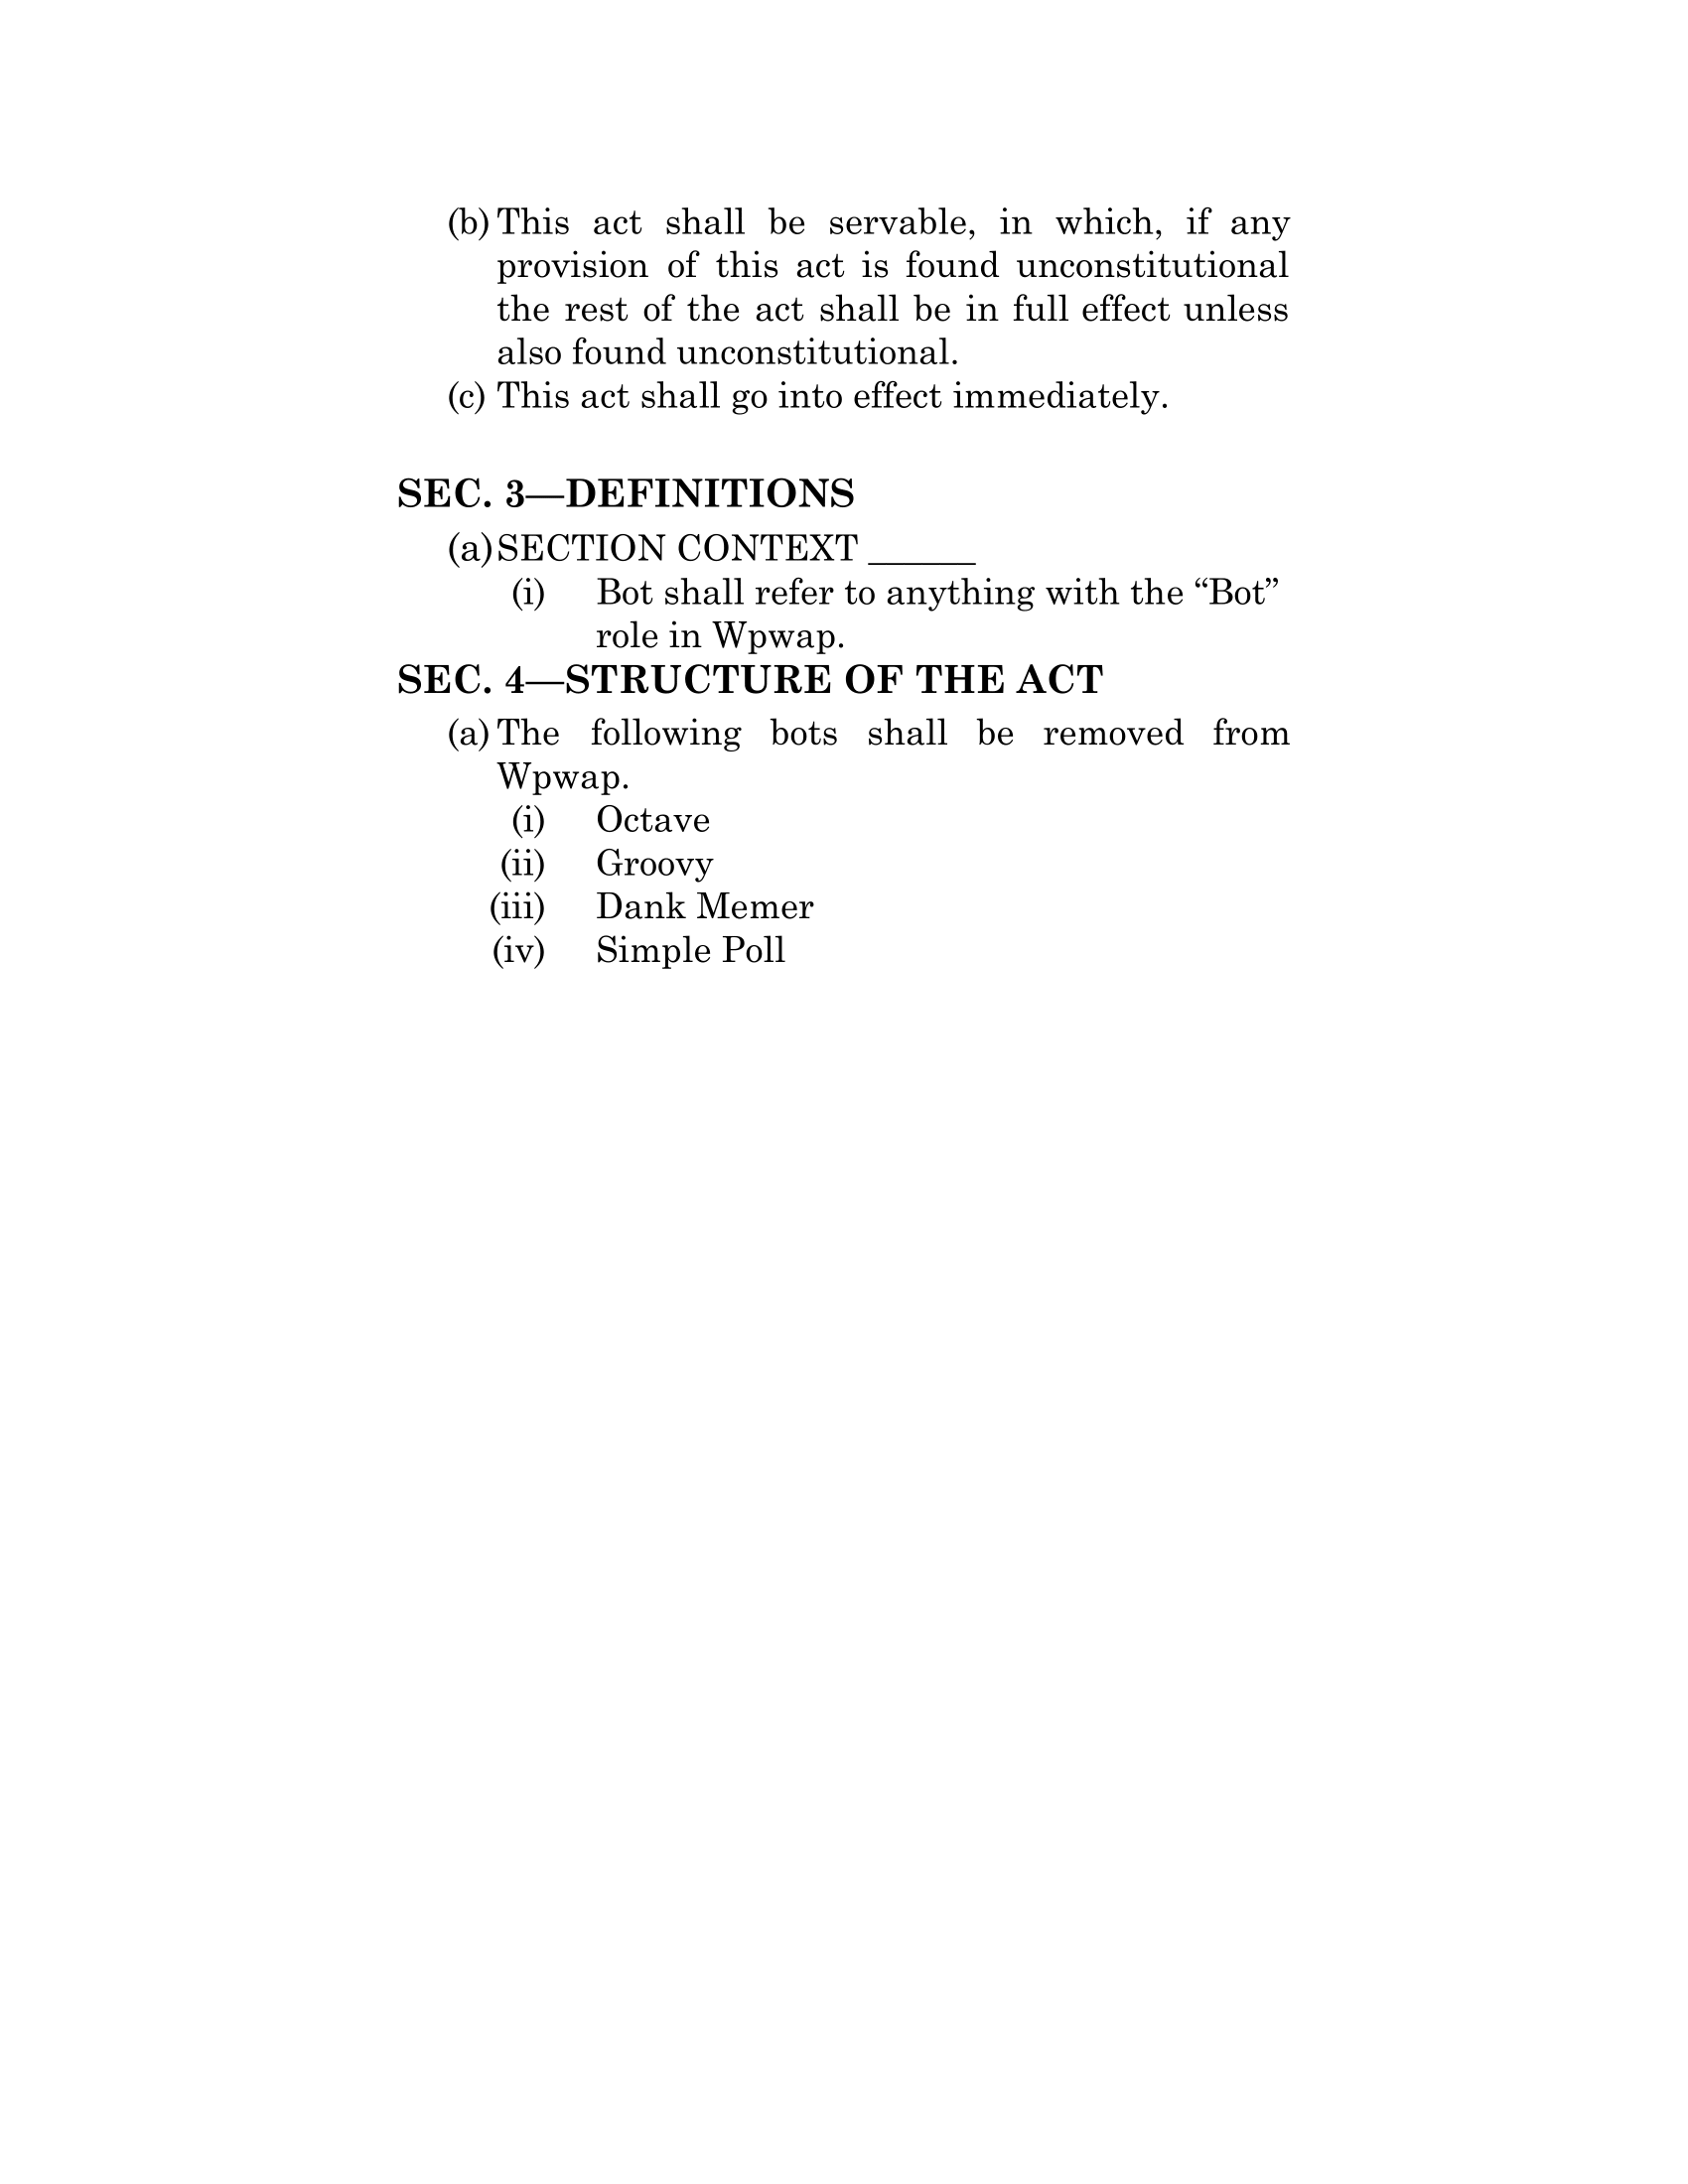 (b) This act shall be servable, in which, if any
provision of this act is found unconstitutional
the rest of the act shall be in full effect unless
also found unconstitutional.
(c) This act shall go into effect immediately.
SEC. 3—DEFINITIONS
(a) SECTION CONTEXT ______
(i) Bot shall refer to anything with the “Bot”
role in Wpwap.
SEC. 4—STRUCTURE OF THE ACT
(a) The following bots shall be removed from
Wpwap.
(i) Octave
(ii) Groovy
(iii) Dank Memer
(iv) Simple Poll